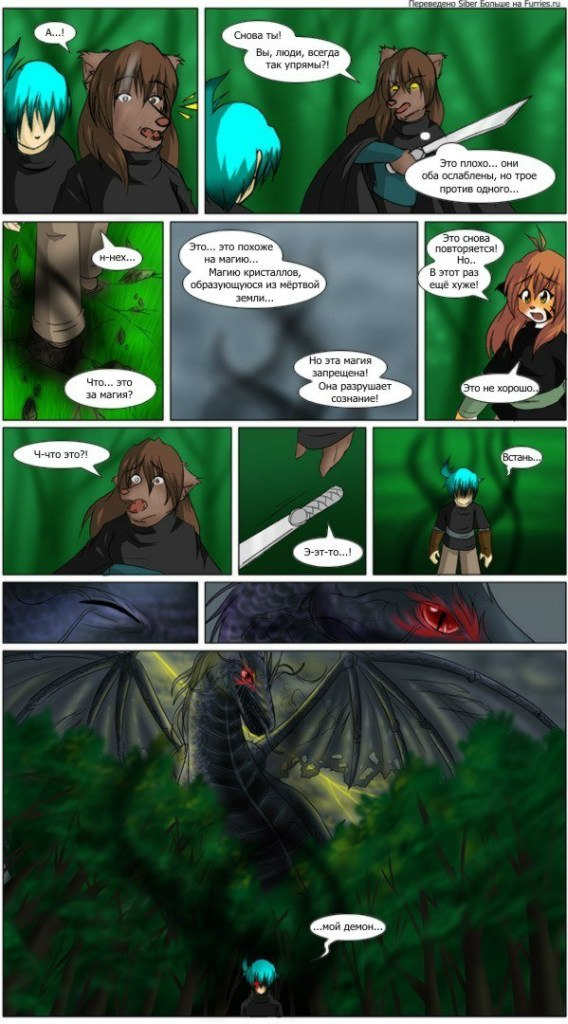 Переведено Siber Больше на Furries.ru
А...!
Снова ты!
Вы, люди, всегда
так упрямы?!
Это плохо... они
оба ослаблены, но трое
против одного...
н-нех...
Что... это
за магия?
Это... это похоже
на магию...
Магию кристаллов,
образующуюся из мёртвой
земли...
Но эта магия
запрещена!
Она разрушает
сознание!
Это снова
повторяется!
Но..
В этот раз
ещё хуже!
Это не хорошо..
Ч-что это?!
Э-эт-то...!
Встань...
...мой демон...